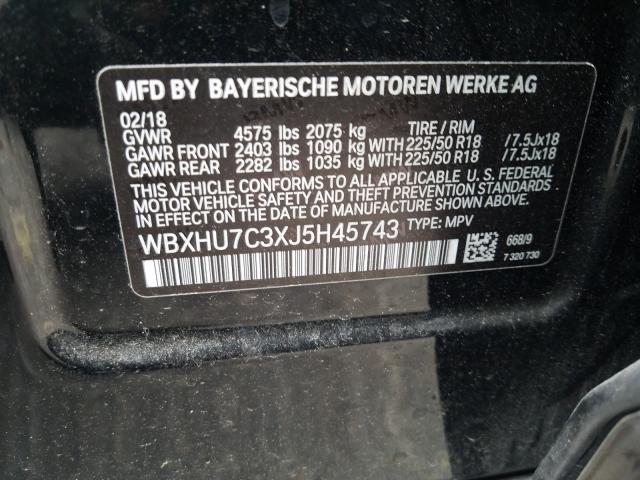 MFD BY BAYERISCHE MOTOREN WERKE AG
02/18
GVWR 4575 lbs 2075 kg TIRE / RIM
GAWR FRONT 2403 lbs 1090 kg WITH 225/50 R18 /7.5Jx18
GAWR REAR 2282 lbs 1035 kg WITH 225/50 R18 /7.5Jx18
THIS VEHICLE CONFORMS TO ALL APPLICABLE U. S. FEDERAL
MOTOR VEHICLE SAFETY AND THEFT PREVENTION STANDARDS
IN EFFECT ON THE DATE OF MANUFACTURE SHOWN ABOVE.
WBXHU7C3XJ5H45743 TYPE: MPV
668/9
7 320 730